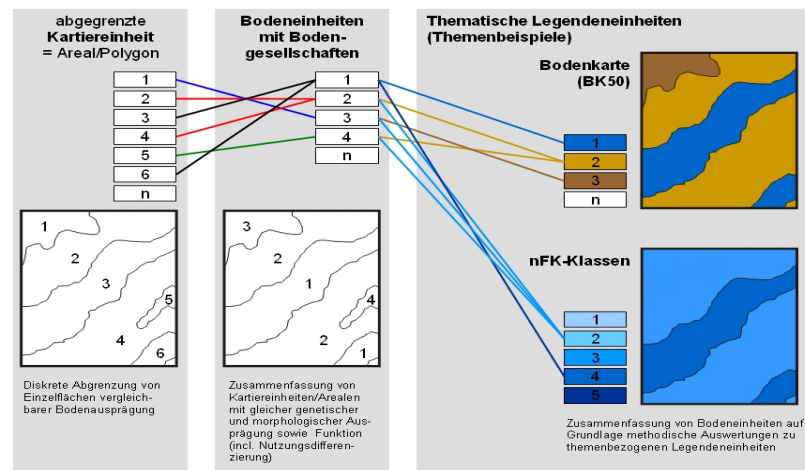 abgegrenzte
Kartiereinheit
= Areal/Polygon
1
2
3
4
5
6
n
1
2
3
4
5
6
Diskrete Abgrenzung von
Einzelflächen vergleich-
barer Bodenausprägung
Bodeneinheiten
mit Boden-
gesellschaften
1
2
3
4
n
3
2
1
4
2
1
Zusammenfassung von
Kartiereinheiten/Arealen
mit gleicher genetischer
und morphologischer Aus-
prägung sowie Funktion
(incl. Nutzungsdifferen-
zierung)
Thematische Legendeneinheiten
(Themenbeispiele)
Bodenkarte
(BK50)
1
2
3
n
nFK-Klassen
1
2
3
4
5
Zusammenfassung von Bodeneinheiten auf
Grundlage methodische Auswertungen zu
themenbezogenen Legendeneinheiten